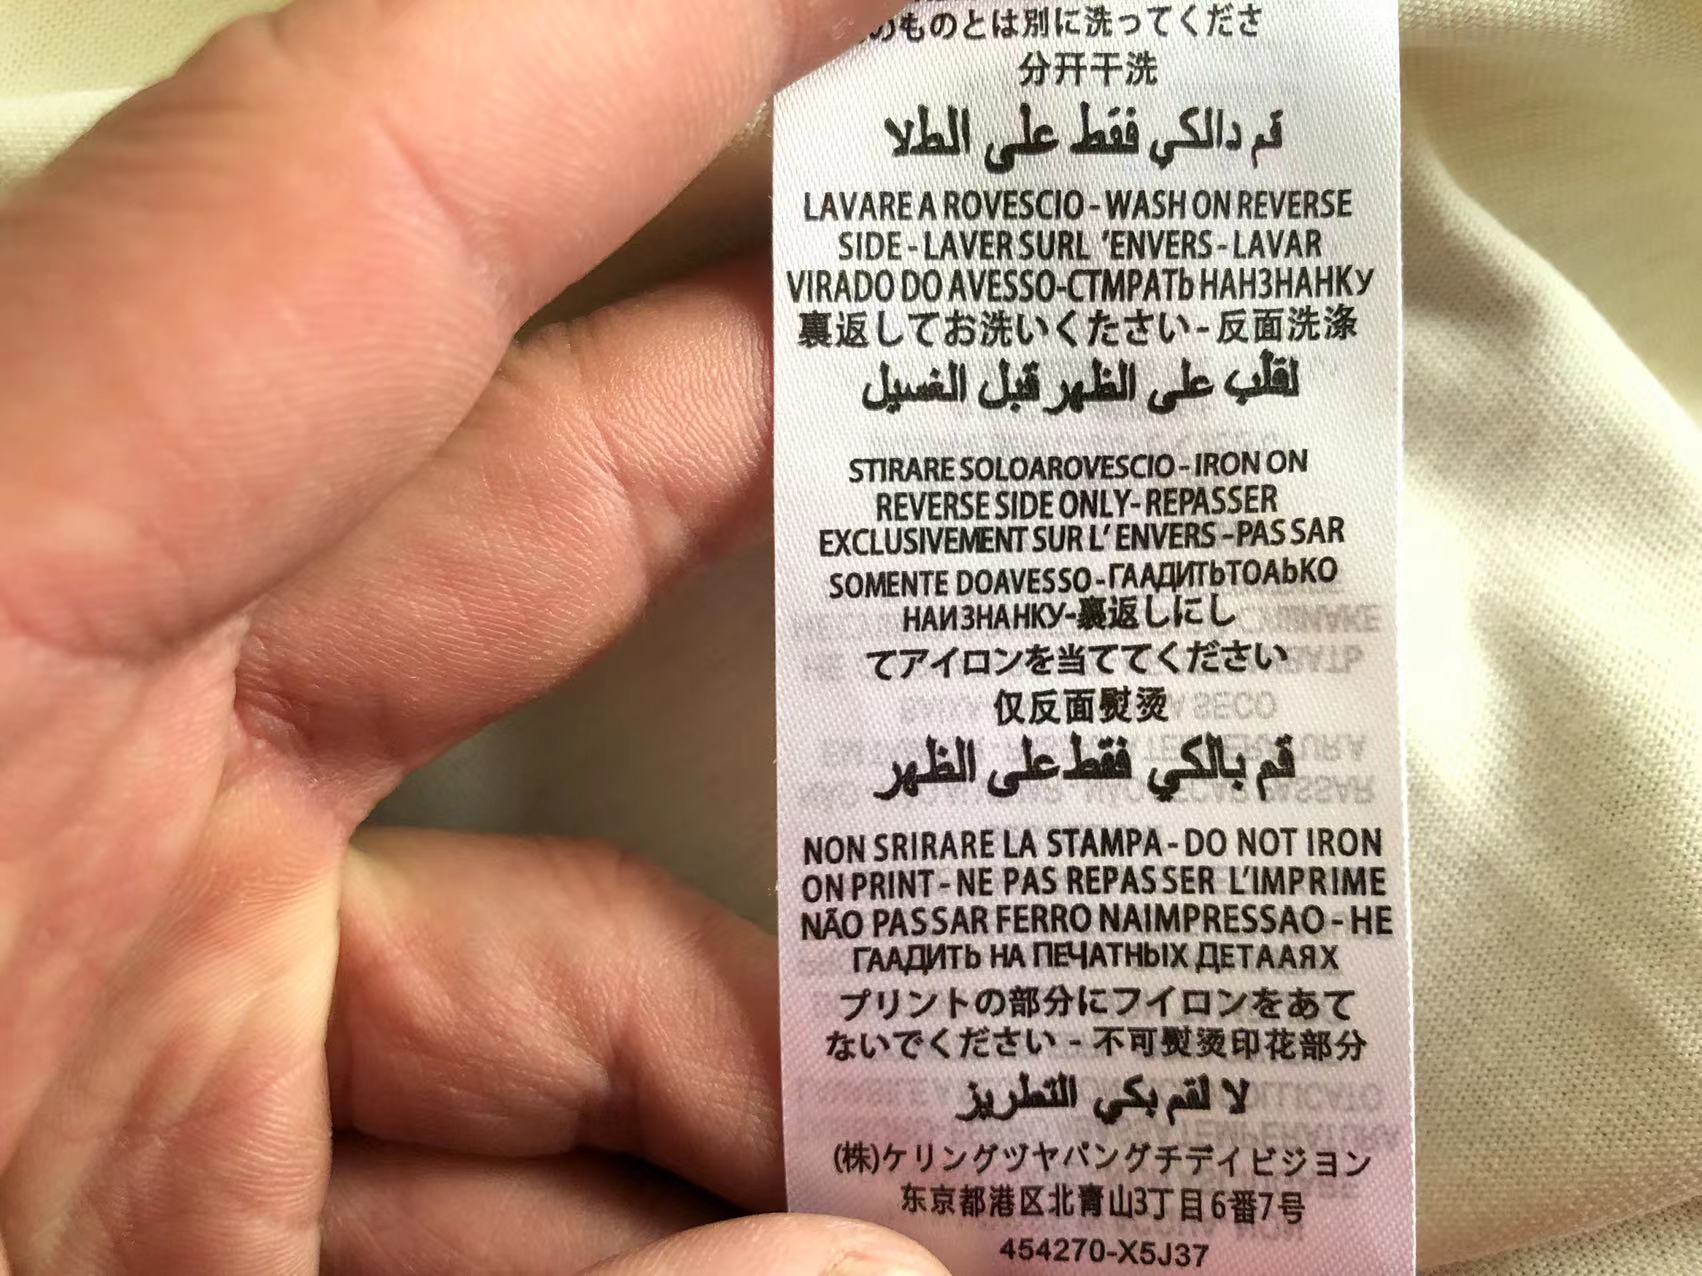 のものとは別に洗ってくださ
分开干洗
قم دالكي فقط على الطلا
LAVARE A ROVESCIO - WASH ON REVERSE
SIDE - LAVER SURL 'ENVERS - LAVAR
VIRADO DO AVESSO-CTMPATЬ HAH3HAHKУ
裏返してお洗いくたさい - 反面洗涤
لقلب على الظهر قبل الغسيل
STIRARE SOLOAROVESCIO - IRON ON
REVERSE SIDE ONLY- REPASSER
EXCLUSIVEMENT SUR L' ENVERS -PAS SAR
SOMENTE DOAVESSO - ГААДИТЬТОАЬКО
НАИЗНАНКУ-裏返しにし
てアイロンを当ててください
仅反面熨烫
قم بالكي فقط على الظهر
NON SRIRARE LA STAMPA - DO NOT IRON
ON PRINT - NE PAS REPAS SER L'IMPRIME
NÃO PAS SAR FERRO NAIMPRESSAO - HE
ГААДИТЬ НА ПЕЧАТНЫХ ДЕТААЯХ
プリントの部分にフイロンをあて
ないでください - 不可熨烫印花部分
لا لقم بكي التطريز
(株)ケリングヅヤパングチデイビジヨン
东京都港区北青山3丁目6番7号
454270-X5J37